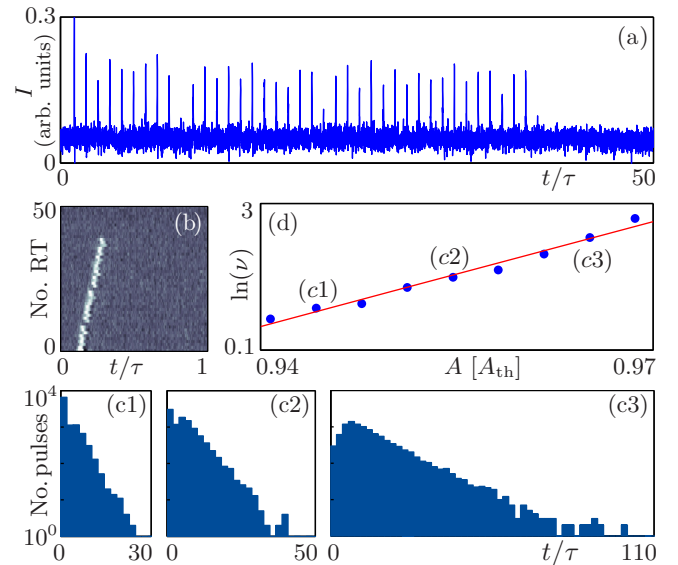 0.3
(a)
I
(arb. units)
0
0
t/τ
50
50
(b)
No. RT
0
0
t/τ
1
3
(d)
ln(ν)
(c1)
(c2)
(c3)
0.1
0.94
A [A_th]
0.97
10^4
(c1)
(c2)
(c3)
No. pulses
10^0
0
30
0
50
0
t/τ
110